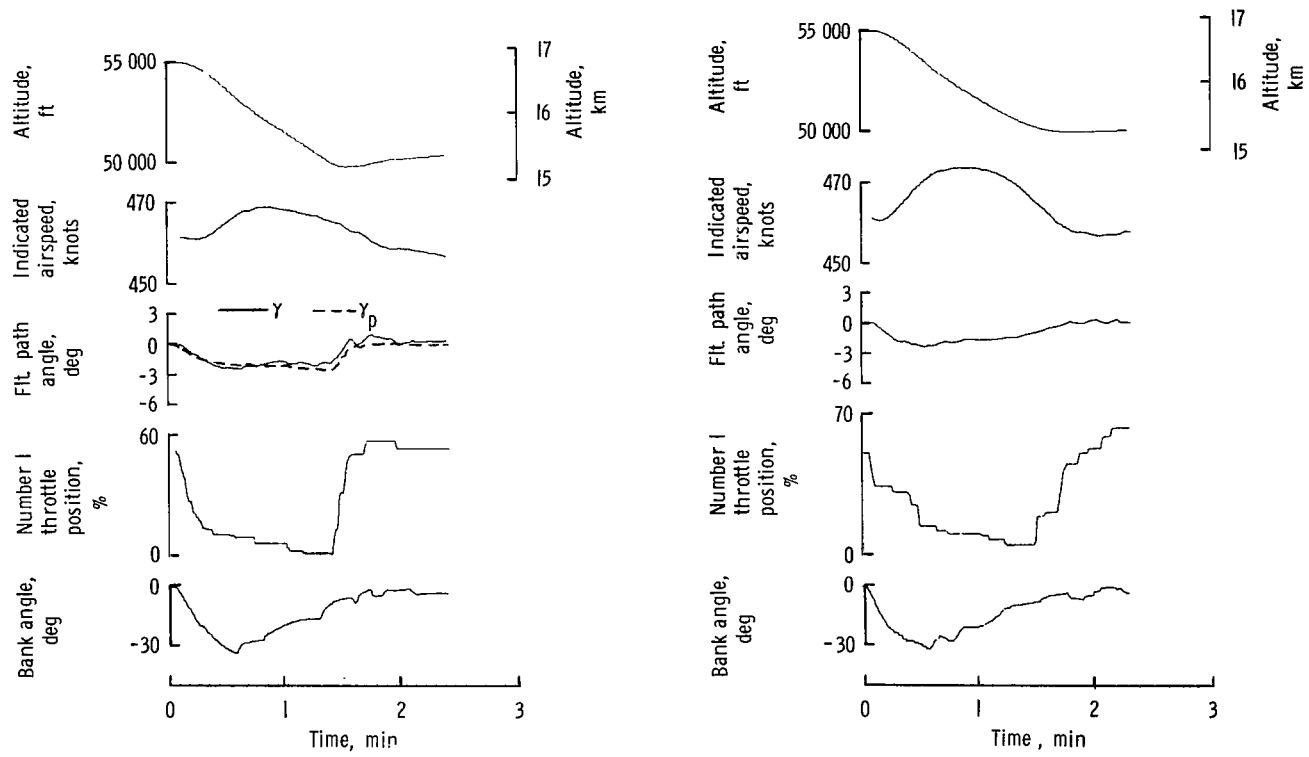 55 000
50 000
Altitude,
ft
17
16
15
Altitude,
km
470
450
Indicated
airspeed,
knots
γ
γp
3
0
-3
-6
Flt. path
angle,
deg
60
0
Number 1
throttle
position,
%
0
-30
Bank angle,
deg
0
1
2
3
Time, min
55 000
50 000
Altitude,
ft
17
16
15
Altitude,
km
470
450
Indicated
airspeed,
knots
3
0
-3
-6
Flt. path
angle,
deg
70
0
Number 1
throttle
position,
%
0
-30
Bank angle,
deg
0
1
2
3
Time, min